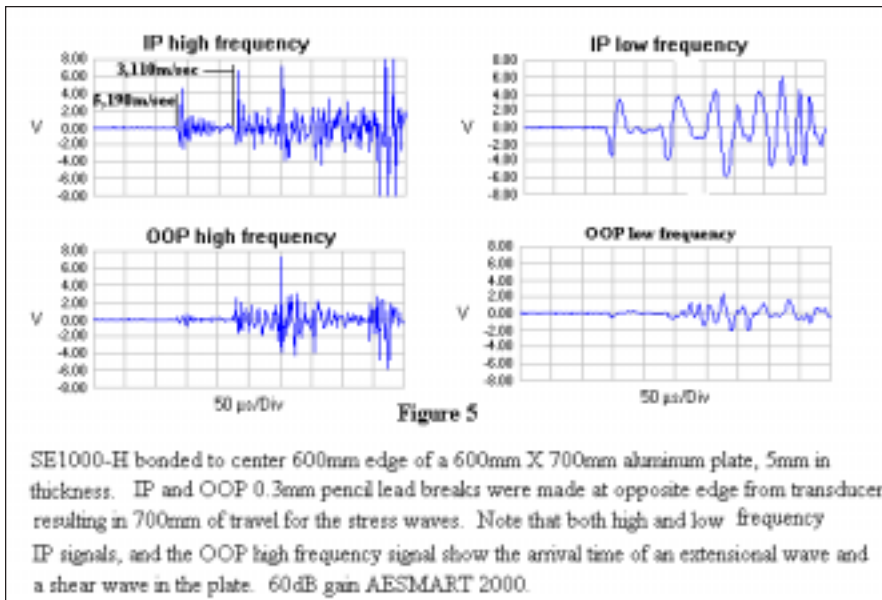 IP high frequency
IP low frequency
8.00
6.00
4.00
2.00
0.00
-2.00
-4.00
-6.00
-8.00
V
3,110m/sec
5,190m/sec
8.00
6.00
4.00
2.00
0.00
-2.00
-4.00
-6.00
-8.00
V
OOP high frequency
OOP low frequency
8.00
6.00
4.00
2.00
0.00
-2.00
-4.00
-6.00
-8.00
V
8.00
6.00
4.00
2.00
0.00
-2.00
-4.00
-6.00
-8.00
V
50 µs/Div
50 µs/Div
Figure 5
SE1000-H bonded to center 600mm edge of a 600mm X 700mm aluminum plate, 5mm in
thickness. IP and OOP 0.3mm pencil lead breaks were made at opposite edge from transducer
resulting in 700mm of travel for the stress waves. Note that both high and low frequency
IP signals, and the OOP high frequency signal show the arrival time of an extensional wave and
a shear wave in the plate. 60dB gain AESMART 2000.